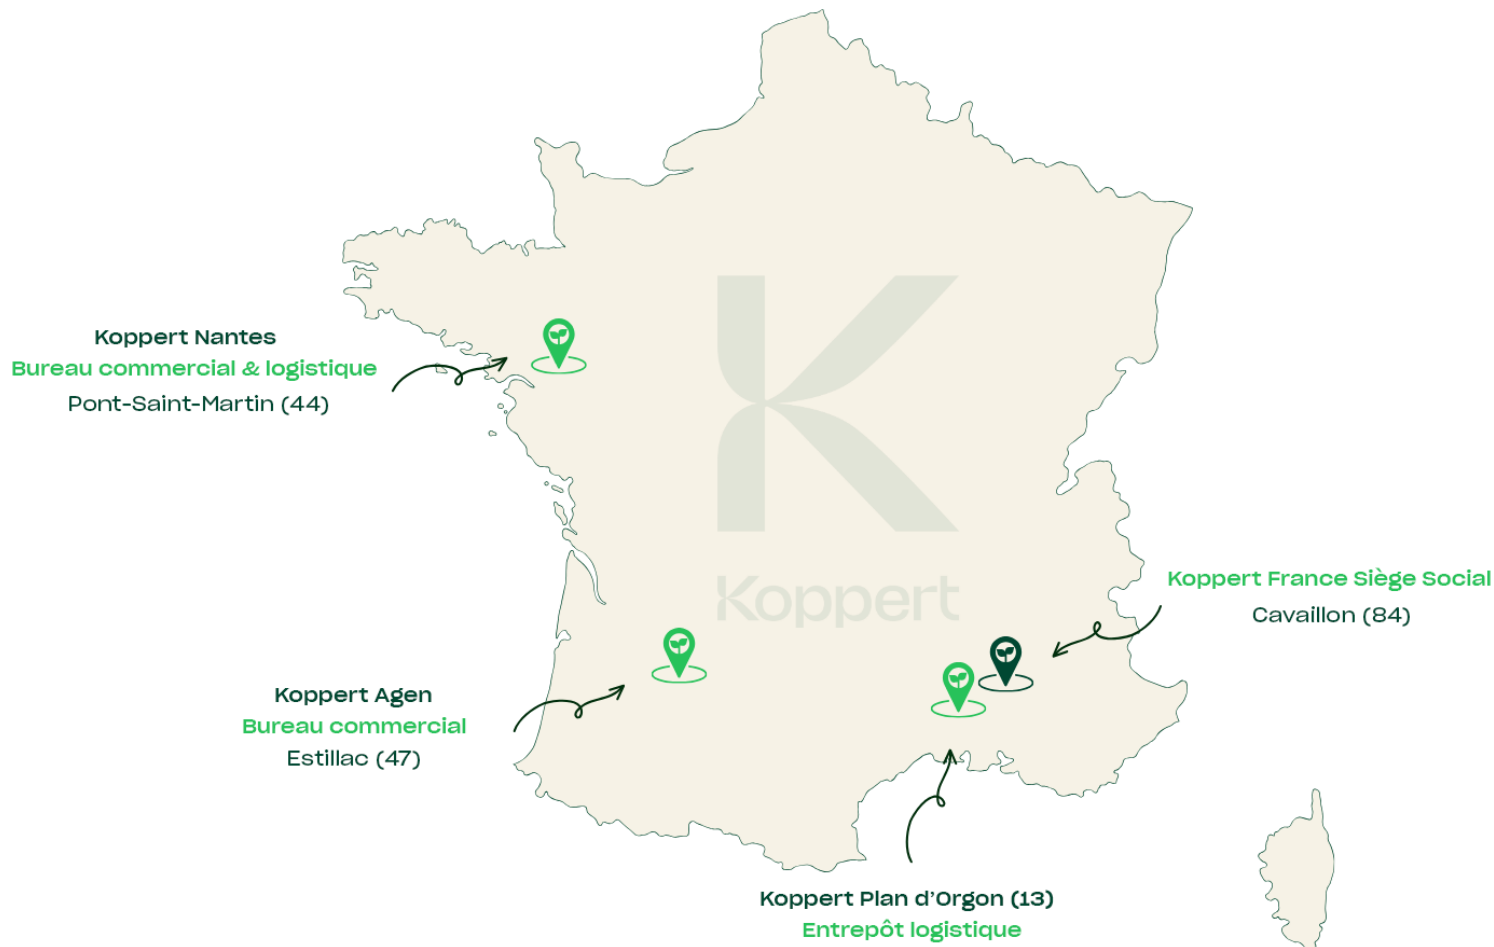 Koppert Nantes
Bureau commercial & logistique
Pont-Saint-Martin (44)
Koppert
Koppert France Siège Social
Cavaillon (84)
Koppert Agen
Bureau commercial
Estillac (47)
Koppert Plan d'Orgon (13)
Entrepôt logistique